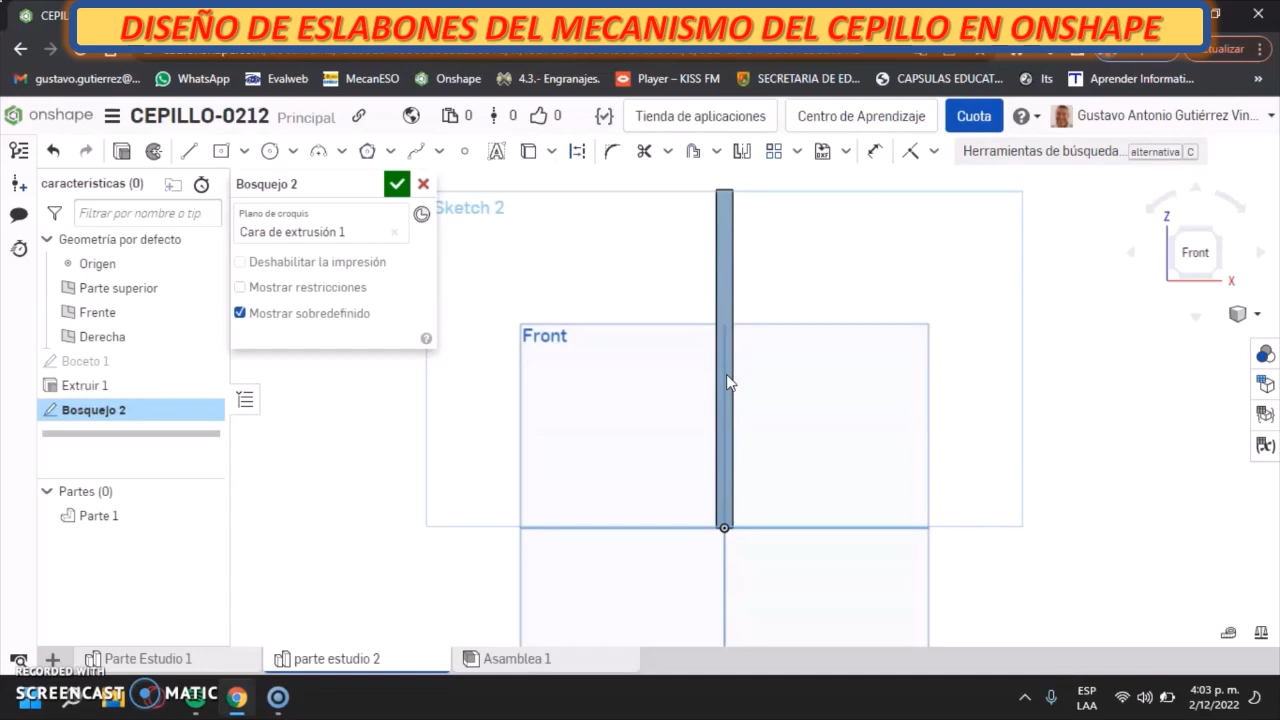 DISEÑO DE ESLABONES DEL MECANISMO DEL CEPILLO EN ONSHAPE
CEPIL
ctualizar
gustavo.gutierrez@...
WhatsApp
Evalweb
MecanESO
Onshape
4.3.- Engranajes.
Player – KISS FM
SECRETARIA DE ED...
CAPSULAS EDUCAT...
Its
Aprender Informati...
»
onshape
CEPILLO-0212
Principal
0
0
0
Tienda de aplicaciones
Centro de Aprendizaje
Cuota
Gustavo Antonio Gutiérrez Vin...
Herramientas de búsqueda...
alternativa
C
caracteristicas (0)
Filtrar por nombre o tip
Geometría por defecto
Origen
Parte superior
Frente
Derecha
Boceto 1
Extruir 1
Bosquejo 2
Partes (0)
Parte 1
Bosquejo 2
Plano de croquis
Cara de extrusión 1
Deshabilitar la impresión
Mostrar restricciones
Mostrar sobredefinido
Sketch 2
Front
Z
Front
X
Parte Estudio 1
parte estudio 2
Asamblea 1
RECORDED WITH
SCREENCAST MATIC
ESP
LAA
4:03 p. m.
2/12/2022